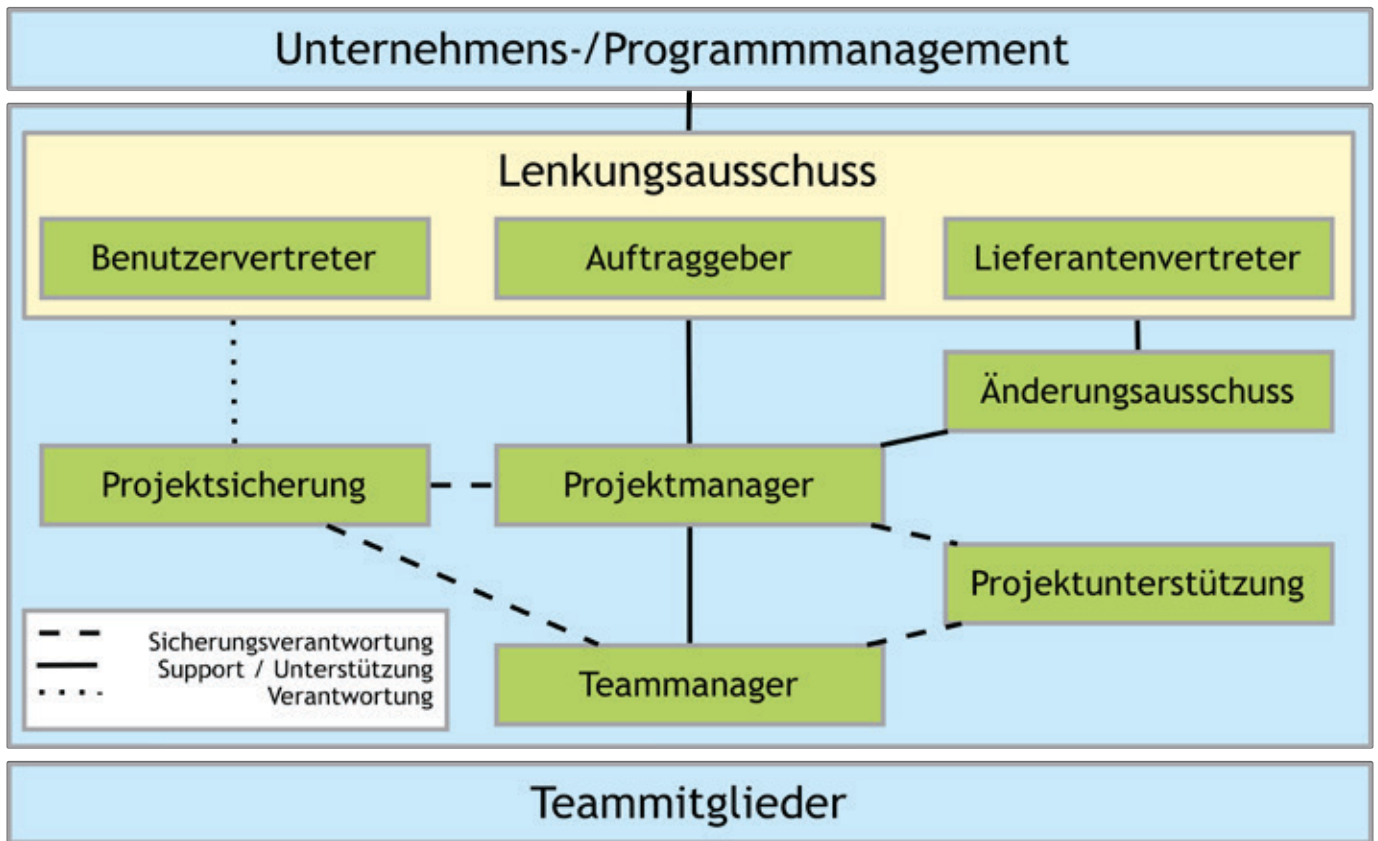 Unternehmens-/Programmmanagement
Lenkungsausschuss
Benutzervertreter
Auftraggeber
Lieferantenvertreter
Änderungsausschuss
Projektsicherung
Projektmanager
Projektunterstützung
Sicherungsverantwortung
Support / Unterstützung
Verantwortung
Teammanager
Teammitglieder